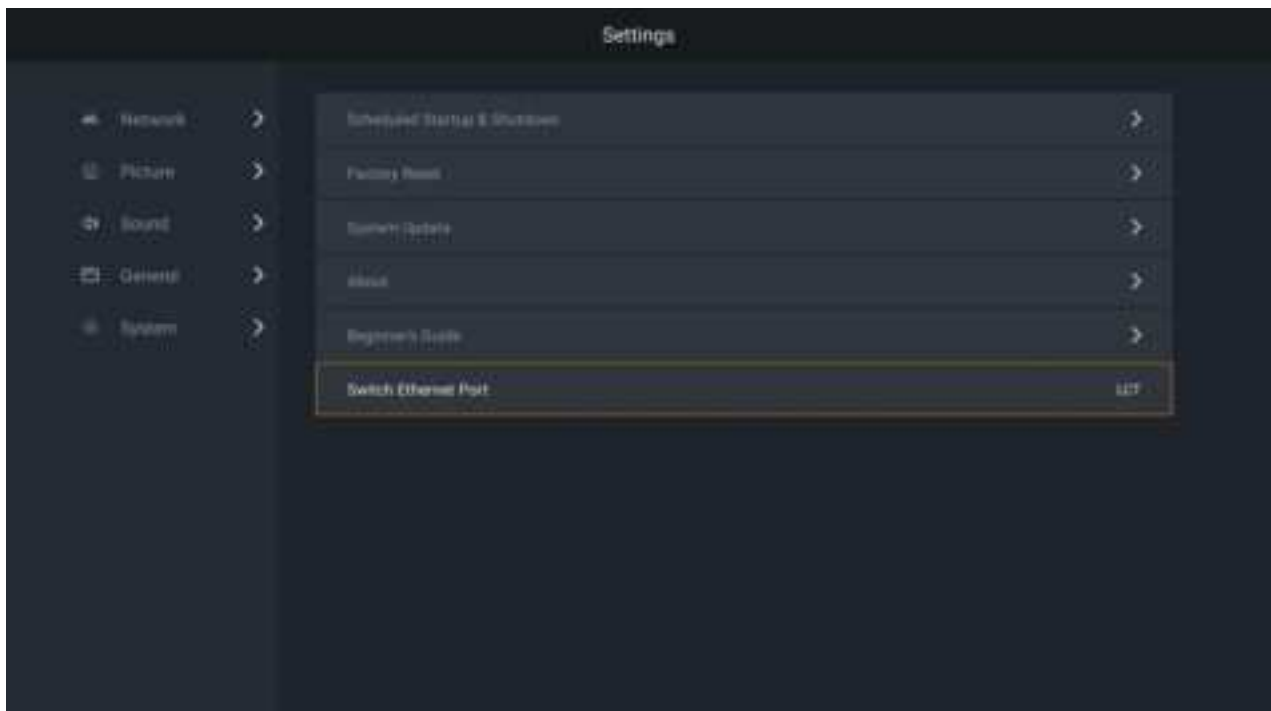 Settings
Network
Picture
Sound
General
System
Scheduled Startup & Shutdown
Factory Reset
System Update
About
Beginner's Guide
Switch Ethernet Port
LCT